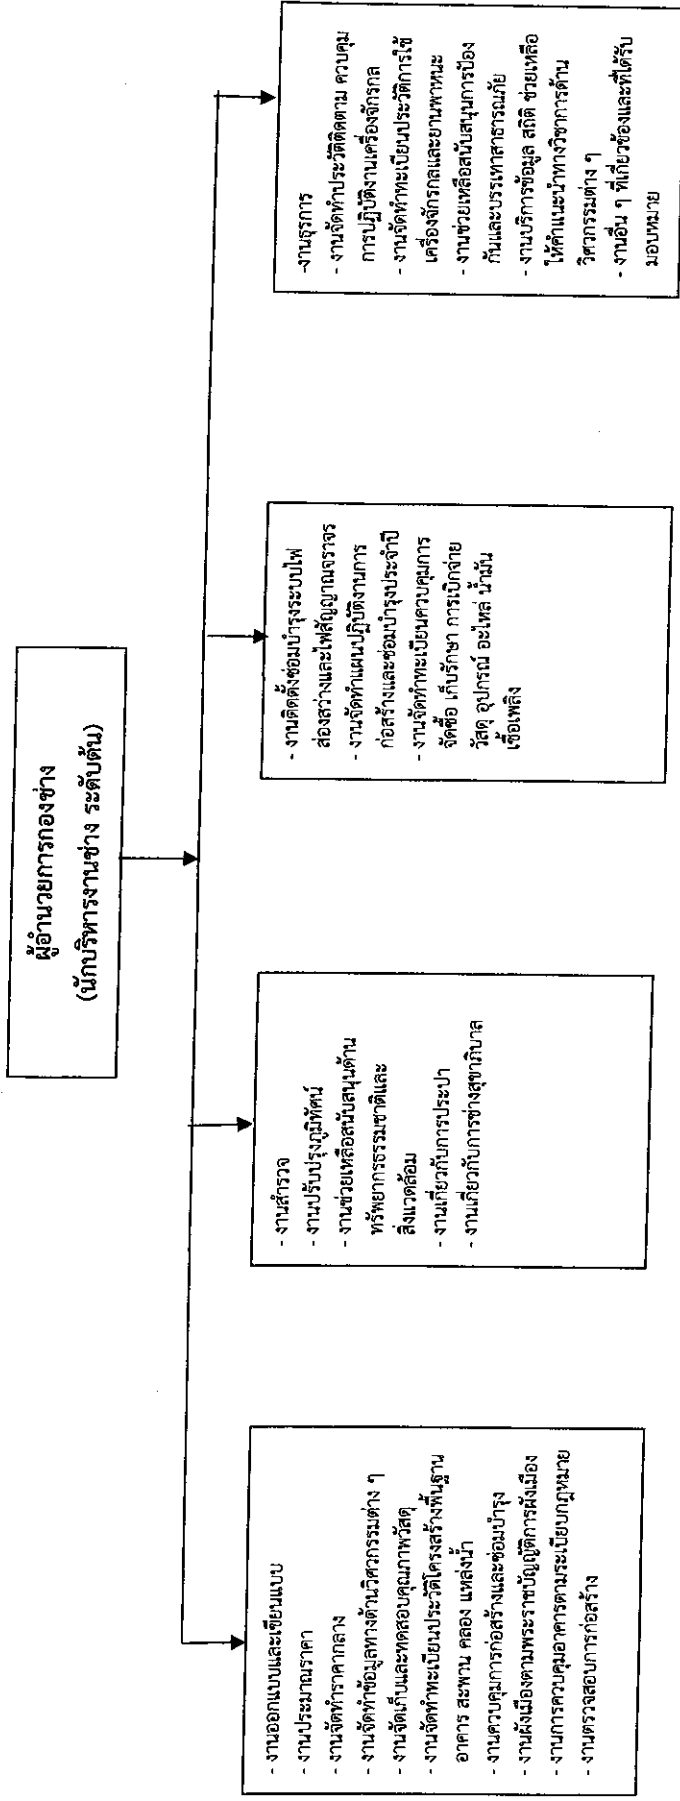 ผู้อำนวยการกองช่าง
(นักบริหารงานช่าง ระดับต้น)
- งานออกแบบและเขียนแบบ
- งานประมาณราคา
- งานจัดทำราคากลาง
- งานจัดทำข้อมูลทางด้านวิศวกรรมต่าง ๆ
- งานจัดเก็บและทดสอบคุณภาพวัสดุ
- งานจัดทำทะเบียนประวัติโครงสร้างพื้นฐาน
อาคาร สะพาน คลอง แหล่งน้ำ
- งานควบคุมการก่อสร้างและซ่อมบำรุง
- งานผังเมืองตามพระราชบัญญัติการผังเมือง
- งานการควบคุมอาคารตามระเบียบกฎหมาย
- งานตรวจสอบการก่อสร้าง
- งานสำรวจ
- งานปรับปรุงภูมิทัศน์
- งานช่วยเหลือสนับสนุนด้าน
ทรัพยากรธรรมชาติและ
สิ่งแวดล้อม
- งานเกี่ยวกับการประปา
- งานเกี่ยวกับการช่างสุขาภิบาล
- งานติดตั้งซ่อมบำรุงระบบไฟ
ส่องสว่างและไฟสัญญาณจราจร
- งานจัดทำแผนปฏิบัติงานการ
ก่อสร้างและซ่อมบำรุงประจำปี
- งานจัดทำทะเบียนควบคุมการ
จัดซื้อ เก็บรักษา การเบิกจ่าย
วัสดุ อุปกรณ์ อะไหล่ น้ำมัน
เชื้อเพลิง
-งานธุรการ
- งานจัดทำประวัติติดตาม ควบคุม
การปฏิบัติงานเครื่องจักรกล
- งานจัดทำทะเบียนประวัติการใช้
เครื่องจักรกลและยานพาหนะ
- งานช่วยเหลือสนับสนุนการป้อง
กันและบรรเทาสาธารณภัย
- งานบริการข้อมูล สถิติ ช่วยเหลือ
ให้คำแนะนำทางวิชาการด้าน
วิศวกรรมต่าง ๆ
- งานอื่น ๆ ที่เกี่ยวข้องและที่ได้รับ
มอบหมาย